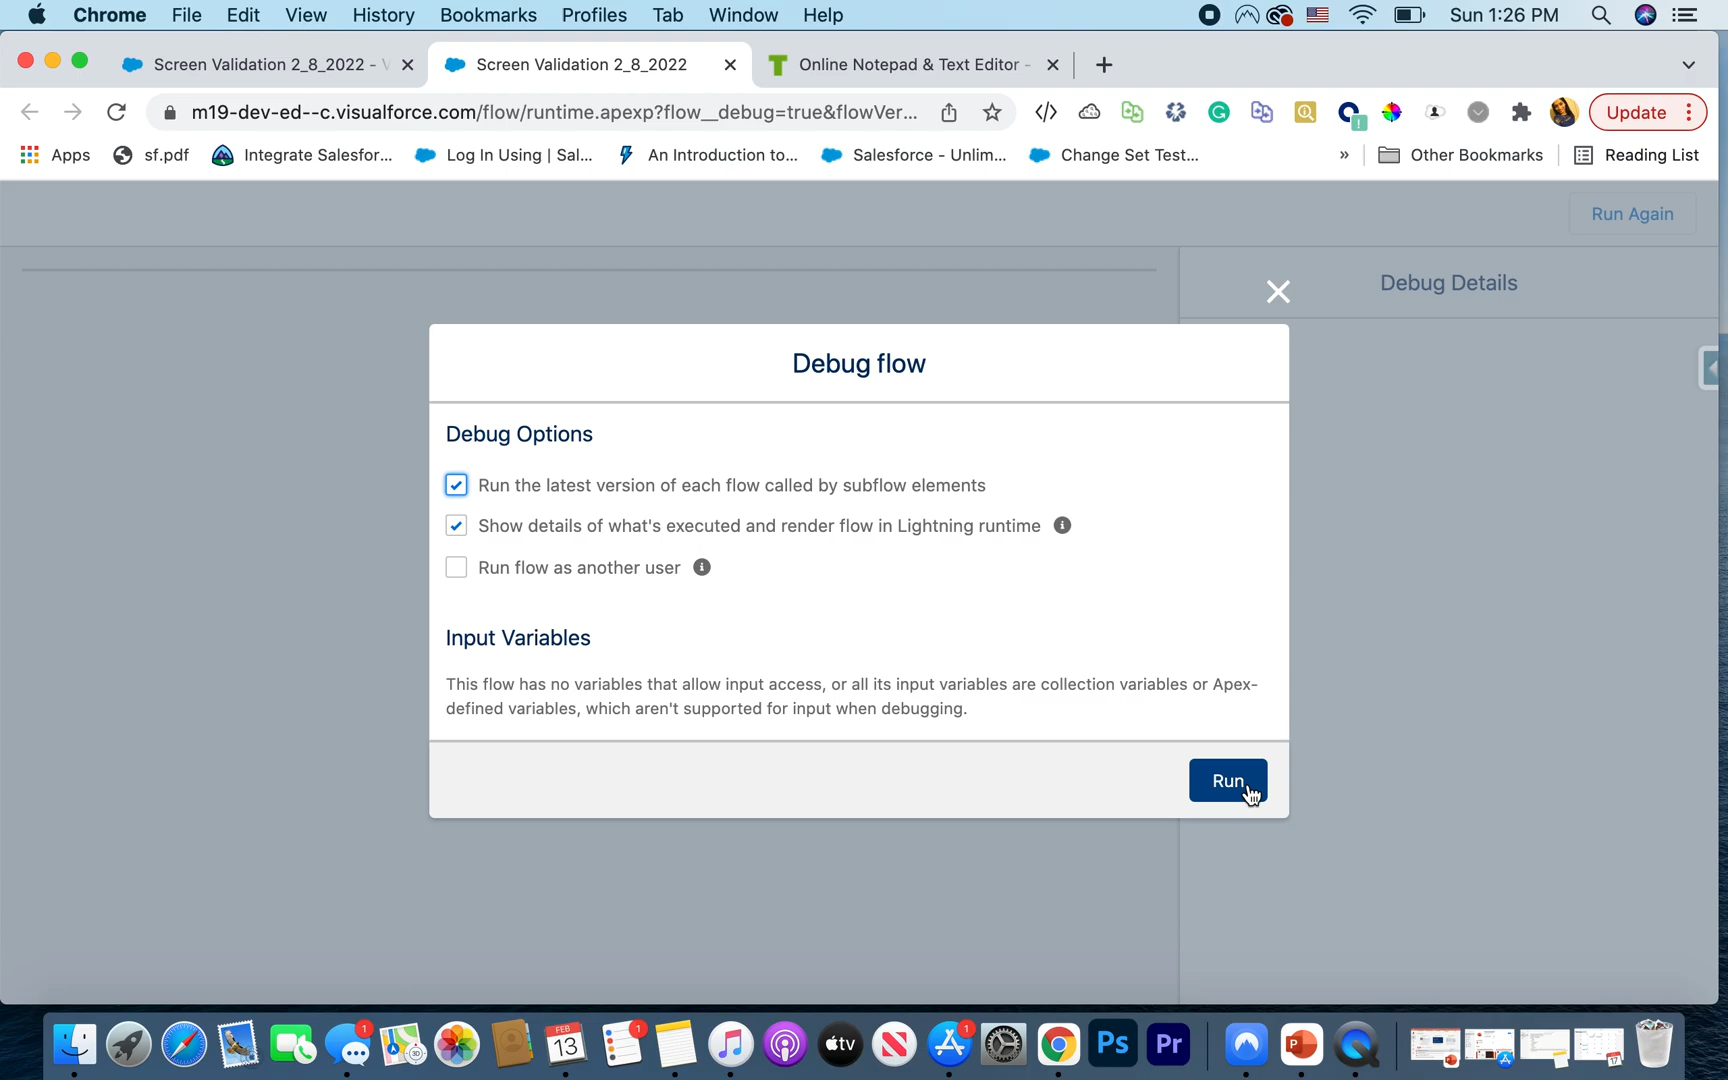 Chrome File Edit View History Bookmarks Profiles Tab Window Help Sun 1:26 PM
Screen Validation 2_8_2022 - V Screen Validation 2_8_2022 Online Notepad & Text Editor -
m19-dev-ed--c.visualforce.com/flow/runtime.apexp?flow__debug=true&flowVer... Update
Apps sf.pdf Integrate Salesfor... Log In Using | Sal... An Introduction to... Salesforce - Unlim... Change Set Test... » Other Bookmarks Reading List
Run Again
Debug Details
Debug flow
Debug Options
Run the latest version of each flow called by subflow elements
Show details of what's executed and render flow in Lightning runtime
Run flow as another user
Input Variables
This flow has no variables that allow input access, or all its input variables are collection variables or Apex-
defined variables, which aren't supported for input when debugging.
Run
1 FEB 13 1 tv 1 Ps Pr 17